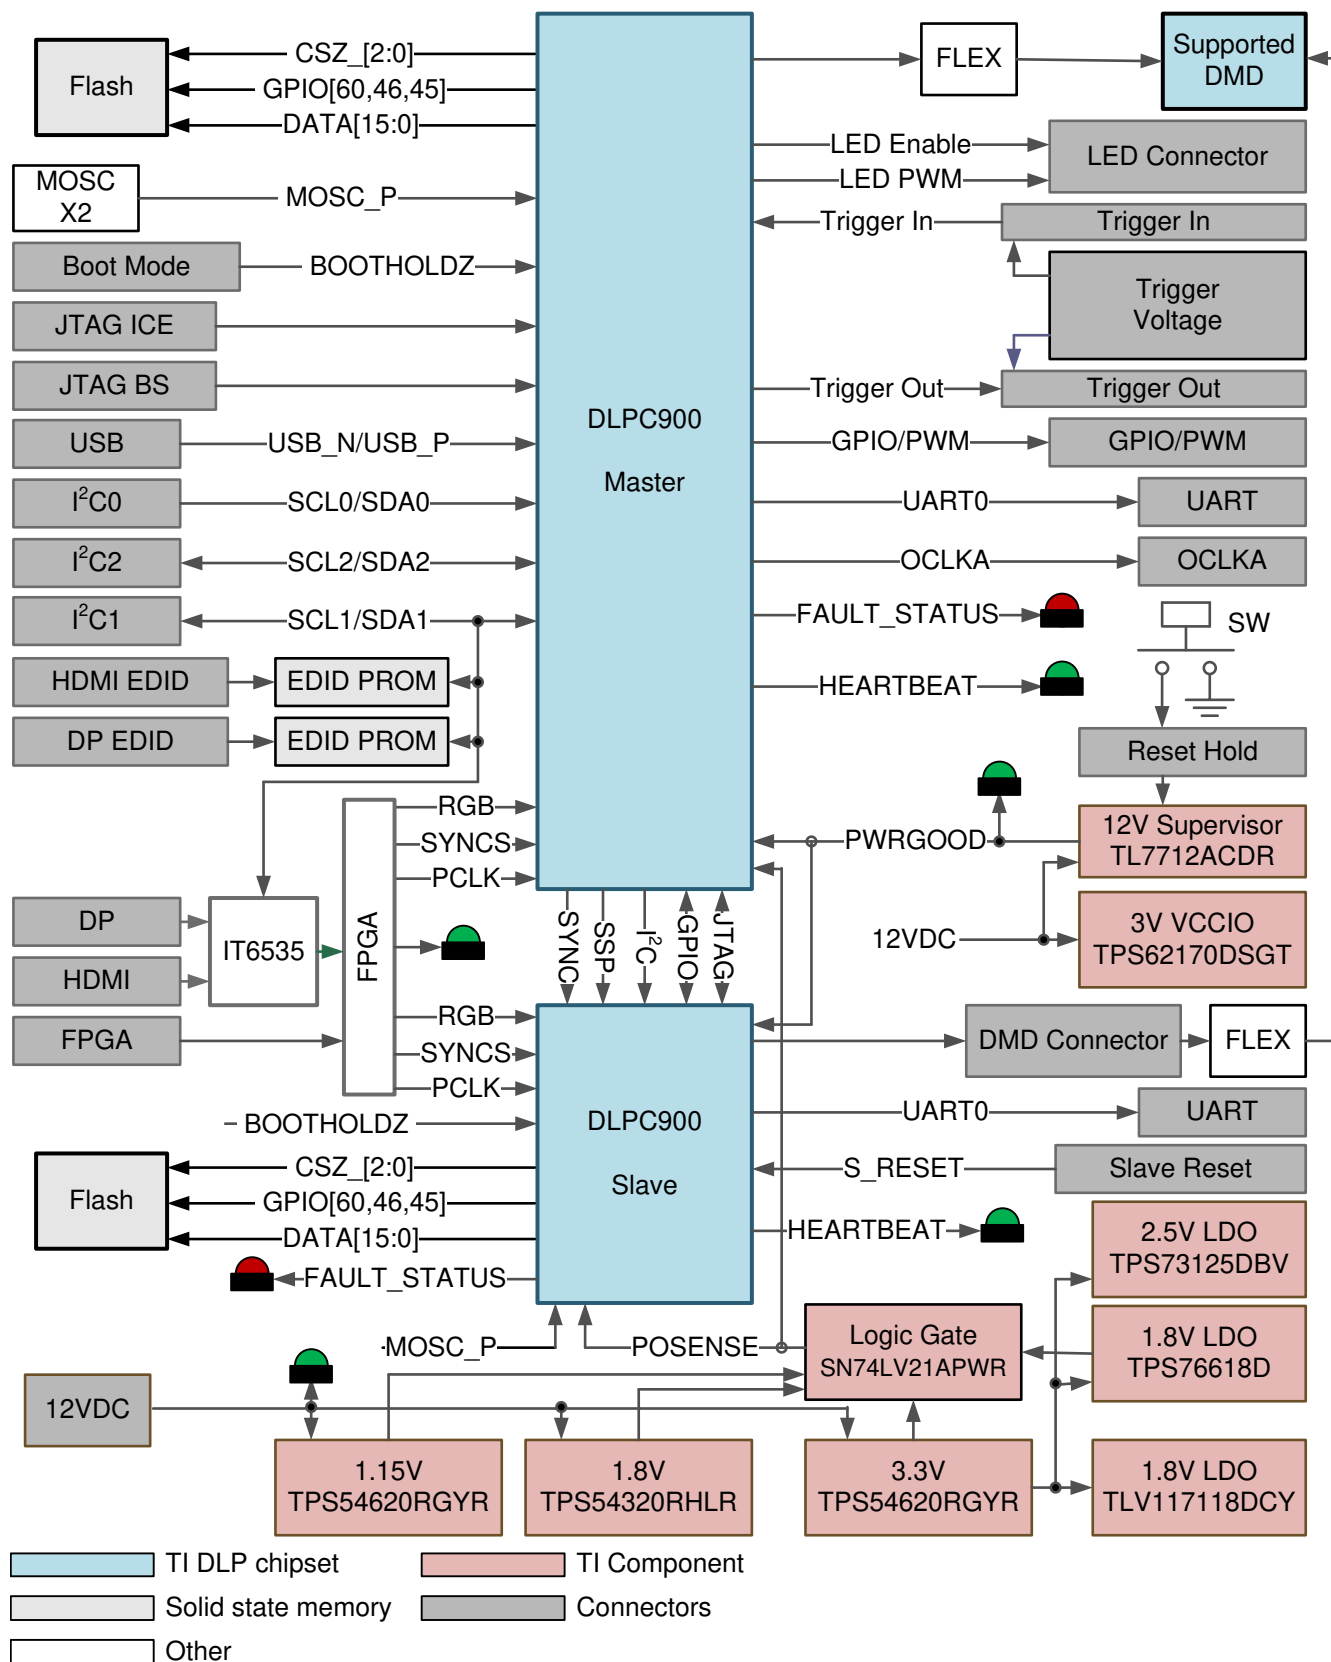 CSZ_[2:0]
GPIO[60,46,45]
DATA[15:0]
Flash
FLEX
Supported
DMD
LED Enable
LED PWM
LED Connector
MOSC
X2
MOSC_P
Trigger In
Trigger In
Boot Mode
BOOTHOLDZ
Trigger
Voltage
JTAG ICE
JTAG BS
Trigger Out
Trigger Out
DLPC900
Master
USB
USB_N/USB_P
GPIO/PWM
GPIO/PWM
I²C0
SCL0/SDA0
UART0
UART
I²C2
SCL2/SDA2
OCLKA
OCLKA
I²C1
SCL1/SDA1
FAULT_STATUS
SW
HDMI EDID
EDID PROM
HEARTBEAT
DP EDID
EDID PROM
Reset Hold
RGB
SYNCS
PCLK
PWRGOOD
12V Supervisor
TL7712ACDR
DP
HDMI
IT6535
FPGA
FPGA
SYNC
SSP
I²C
GPIO
JTAG
12VDC
3V VCCIO
TPS62170DSGT
RGB
SYNCS
PCLK
DMD Connector
FLEX
BOOTHOLDZ
DLPC900
Slave
UART0
UART
CSZ_[2:0]
GPIO[60,46,45]
DATA[15:0]
Flash
S_RESET
Slave Reset
HEARTBEAT
FAULT_STATUS
2.5V LDO
TPS73125DBV
MOSC_P
POSENSE
Logic Gate
SN74LV21APWR
1.8V LDO
TPS76618D
12VDC
1.15V
TPS54620RGYR
1.8V
TPS54320RHLR
3.3V
TPS54620RGYR
1.8V LDO
TLV117118DCY
TI DLP chipset
TI Component
Solid state memory
Connectors
Other